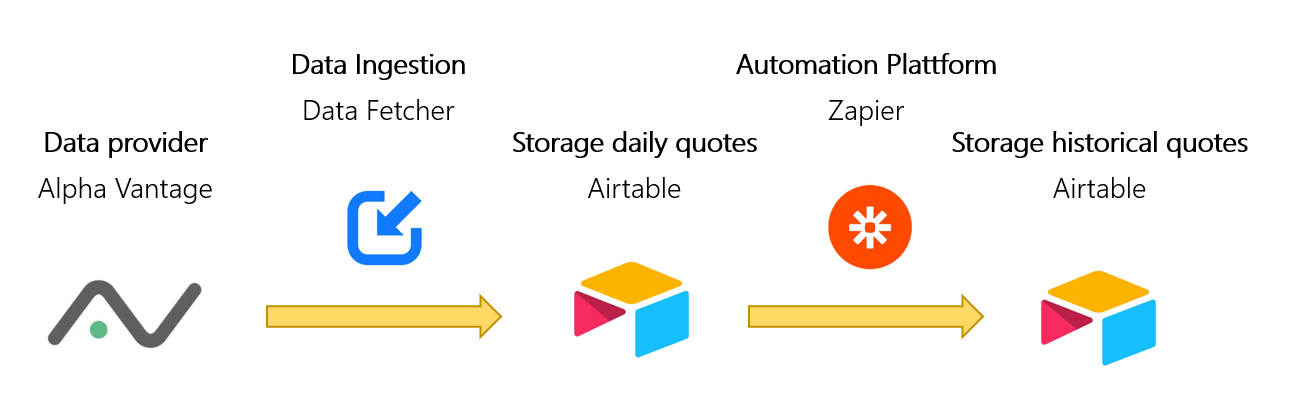 Data provider
Alpha Vantage
Data Ingestion
Data Fetcher
Storage daily quotes
Airtable
Automation Plattform
Zapier
Storage historical quotes
Airtable